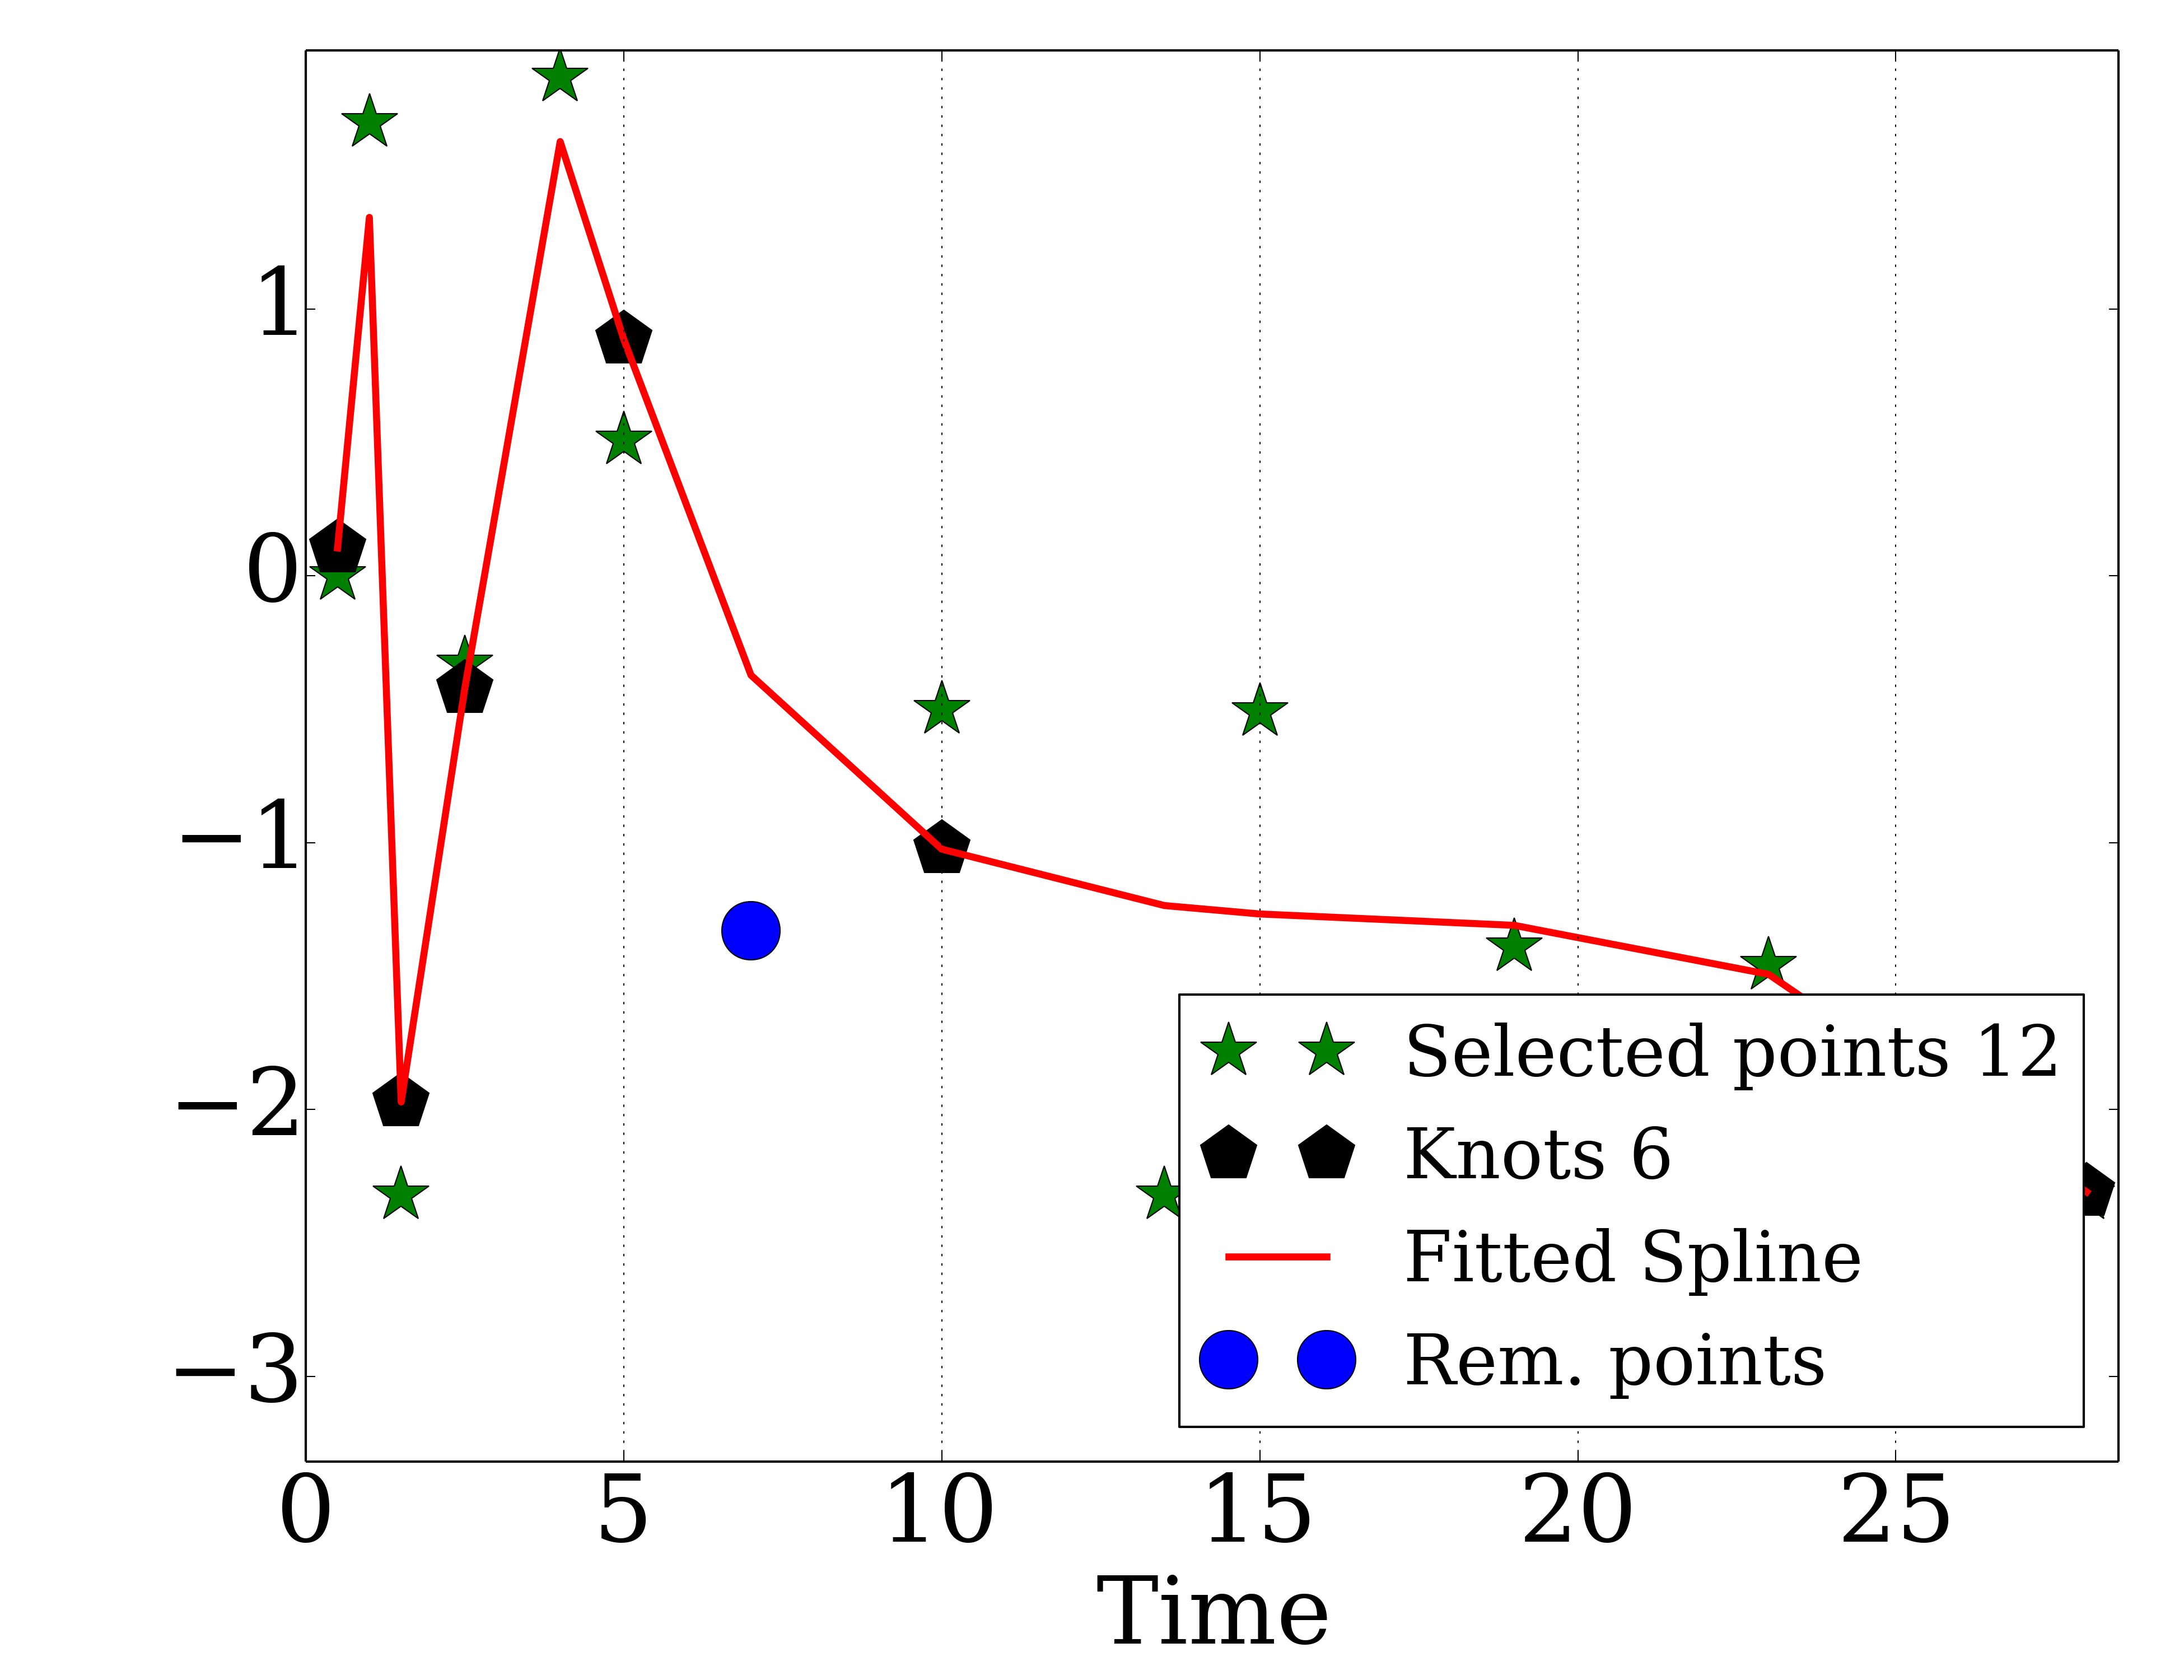 1
0
−1
−2
−3
Selected points 12
Knots 6
Fitted Spline
Rem. points
0 5 10 15 20 25
Time